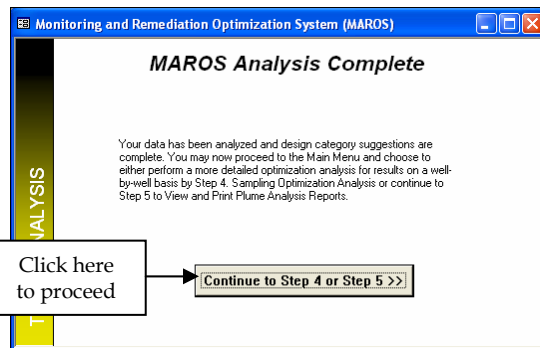 Monitoring and Remediation Optimization System (MAROS)
MAROS Analysis Complete
Your data has been analyzed and design category suggestions are
complete. You may now proceed to the Main Menu and choose to
either perform a more detailed optimization analysis for results on a well-
by-well basis by Step 4. Sampling Optimization Analysis or continue to
Step 5 to View and Print Plume Analysis Reports.
Click here
to proceed
Continue to Step 4 or Step 5 >>